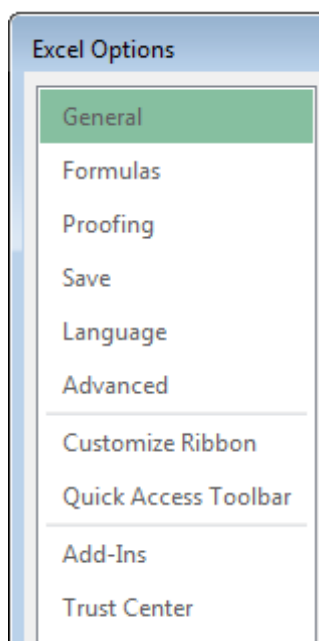 Excel Options
General
Formulas
Proofing
Save
Language
Advanced
Customize Ribbon
Quick Access Toolbar
Add-Ins
Trust Center